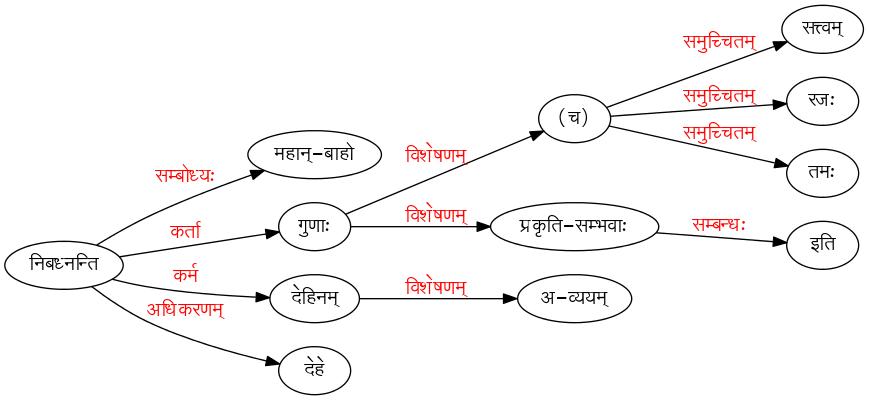 सत्त्वम्
समुच्चितम्
रजः
समुच्चितम्
(च)
समुच्चितम्
महान्-बाहो
विशेषणम्
तमः
सम्बोध्यः
गुणाः
विशेषणम्
प्रकृति-सम्भवाः
सम्बन्धः
कर्ता
इति
निबध्नन्ति
कर्म
देहिनम्
विशेषणम्
अ-व्ययम्
अधिकरणम्
देहे